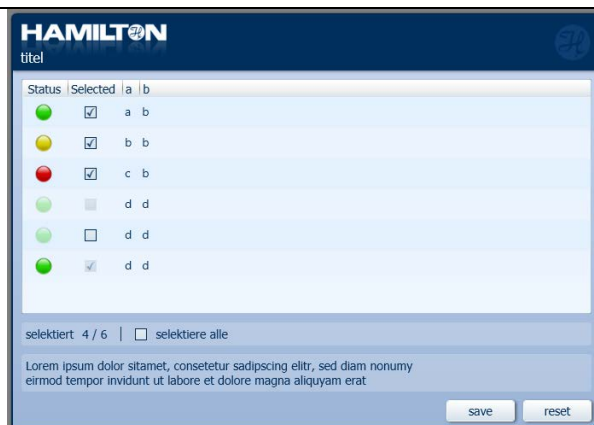 HAMILTON
titel
Status Selected a b
a b
b b
c b
d d
d d
d d
selektiert 4 / 6 | selektiere alle
Lorem ipsum dolor sitamet, consetetur sadipscing elitr, sed diam nonumy
eirmod tempor invidunt ut labore et dolore magna aliquyam erat
save reset